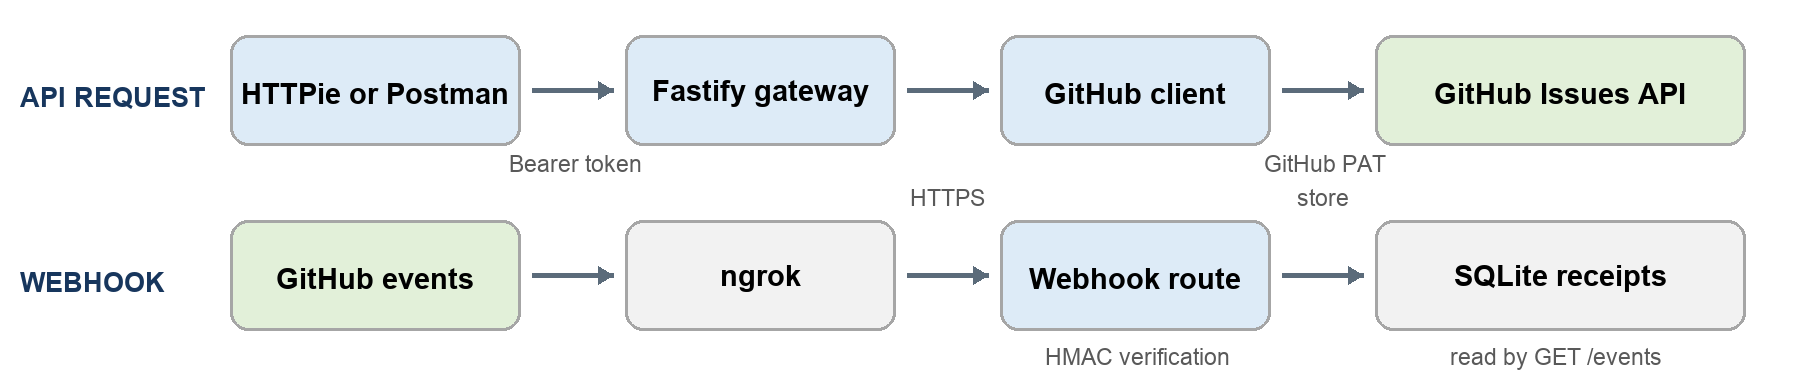 API REQUEST
HTTPie or Postman
Fastify gateway
GitHub client
GitHub Issues API
Bearer token
GitHub PAT
HTTPS
store
WEBHOOK
GitHub events
ngrok
Webhook route
SQLite receipts
HMAC verification
read by GET /events